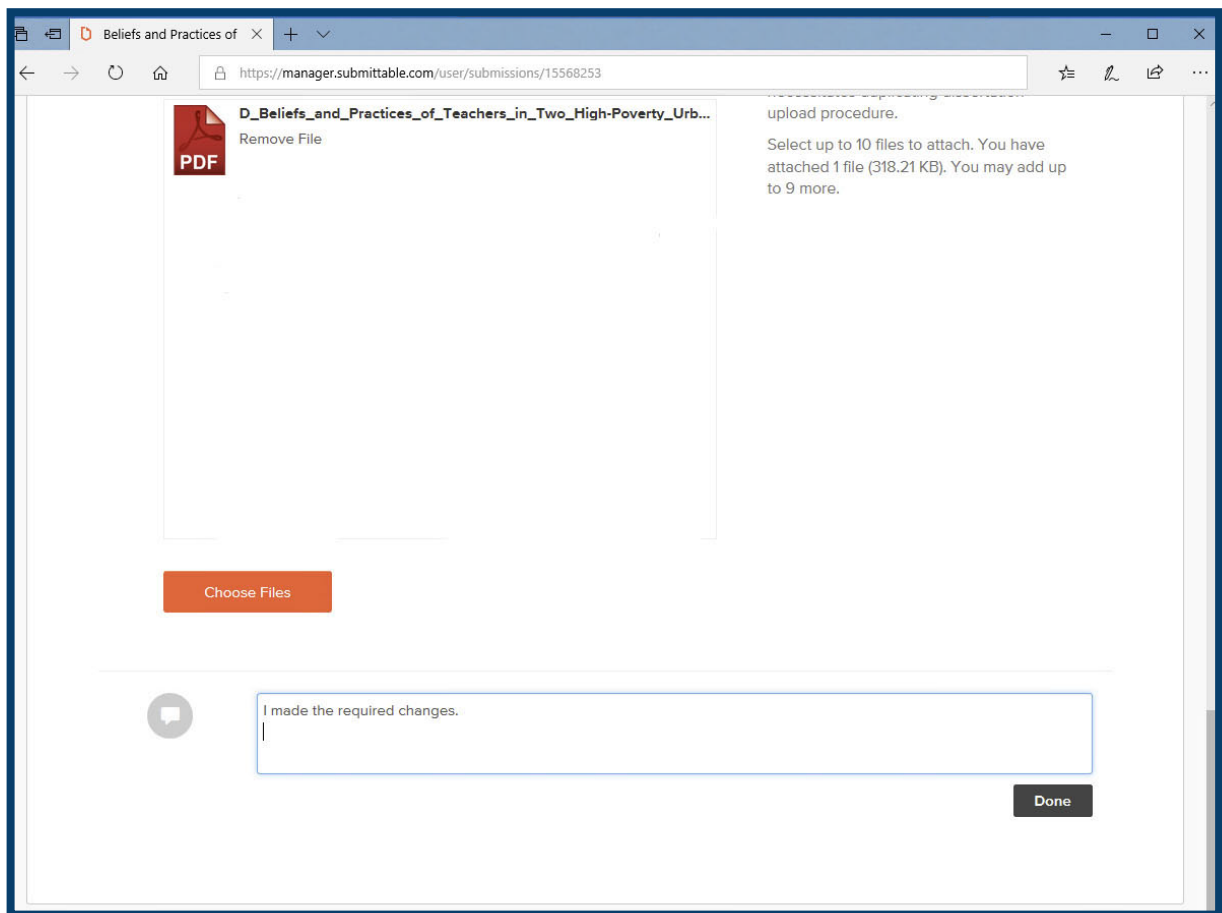 Beliefs and Practices of
https://manager.submittable.com/user/submissions/15568253
D_Beliefs_and_Practices_of_Teachers_in_Two_High-Poverty_Urb...
Remove File
PDF
upload procedure.
Select up to 10 files to attach. You have
attached 1 file (318.21 KB). You may add up
to 9 more.
Choose Files
I made the required changes.
Done